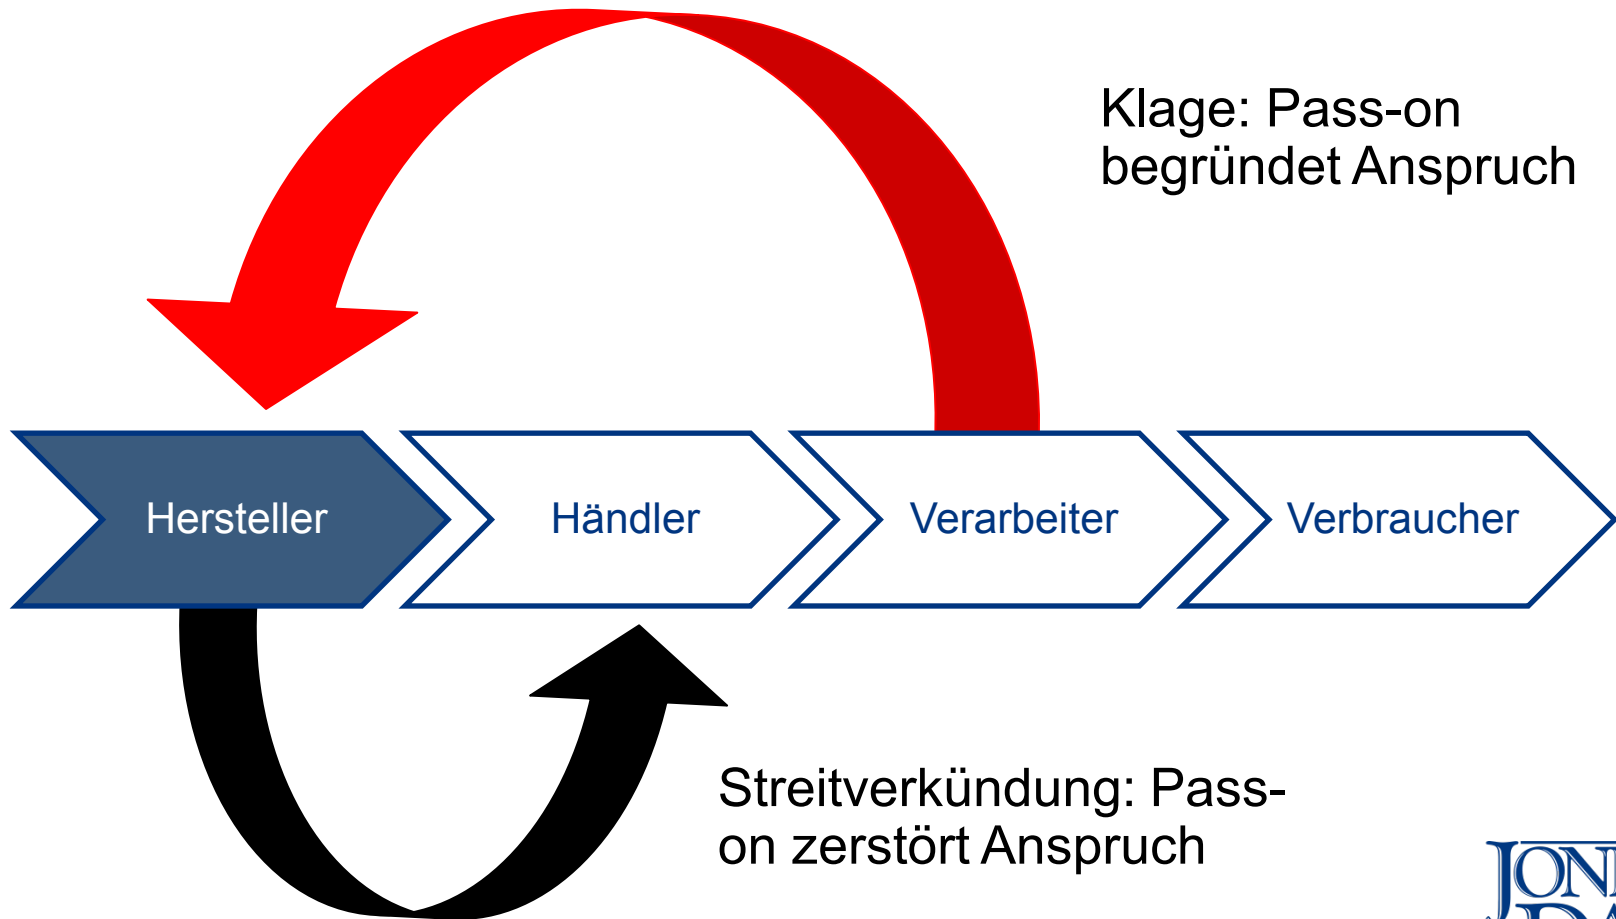 Klage: Pass-on
begründet Anspruch
Hersteller
Händler
Verarbeiter
Verbraucher
Streitverkündung: Pass-
on zerstört Anspruch